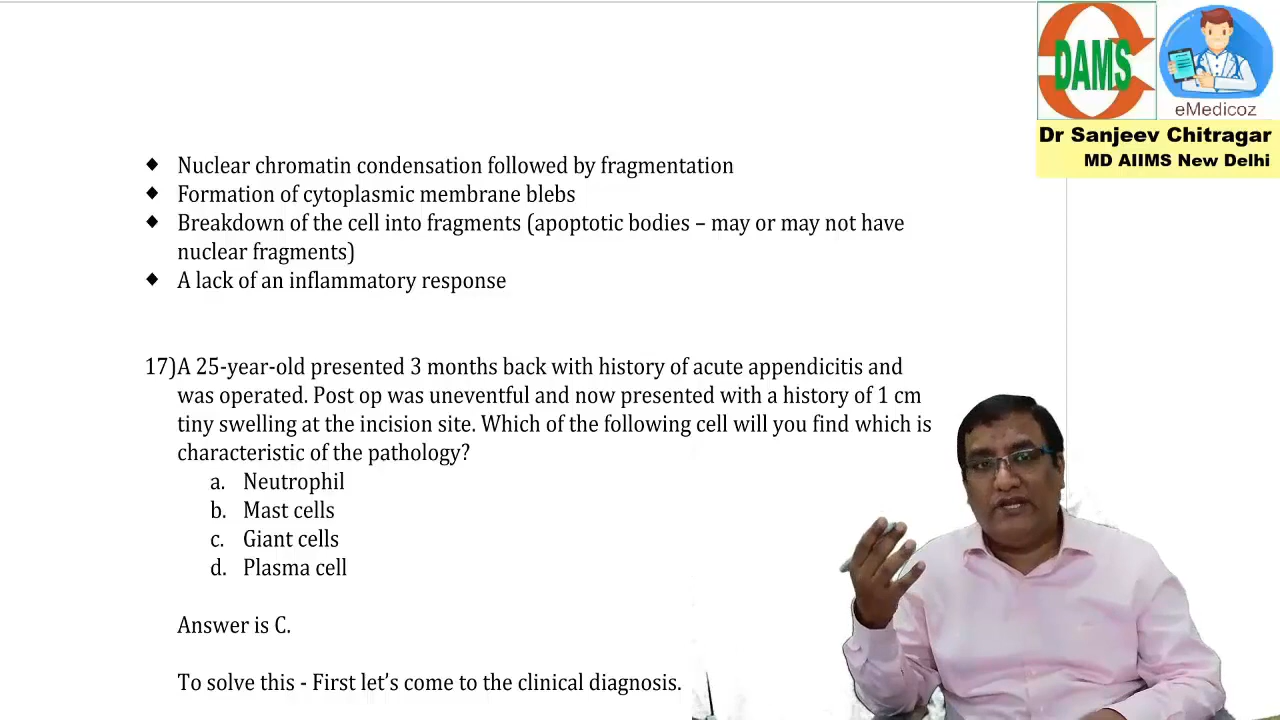 DAMS
eMedicoz
Dr Sanjeev Chitragar
MD AIIMS New Delhi
◆ Nuclear chromatin condensation followed by fragmentation
◆ Formation of cytoplasmic membrane blebs
◆ Breakdown of the cell into fragments (apoptotic bodies – may or may not have
nuclear fragments)
◆ A lack of an inflammatory response
17)A 25-year-old presented 3 months back with history of acute appendicitis and
was operated. Post op was uneventful and now presented with a history of 1 cm
tiny swelling at the incision site. Which of the following cell will you find which is
characteristic of the pathology?
a. Neutrophil
b. Mast cells
c. Giant cells
d. Plasma cell
Answer is C.
To solve this - First let’s come to the clinical diagnosis.